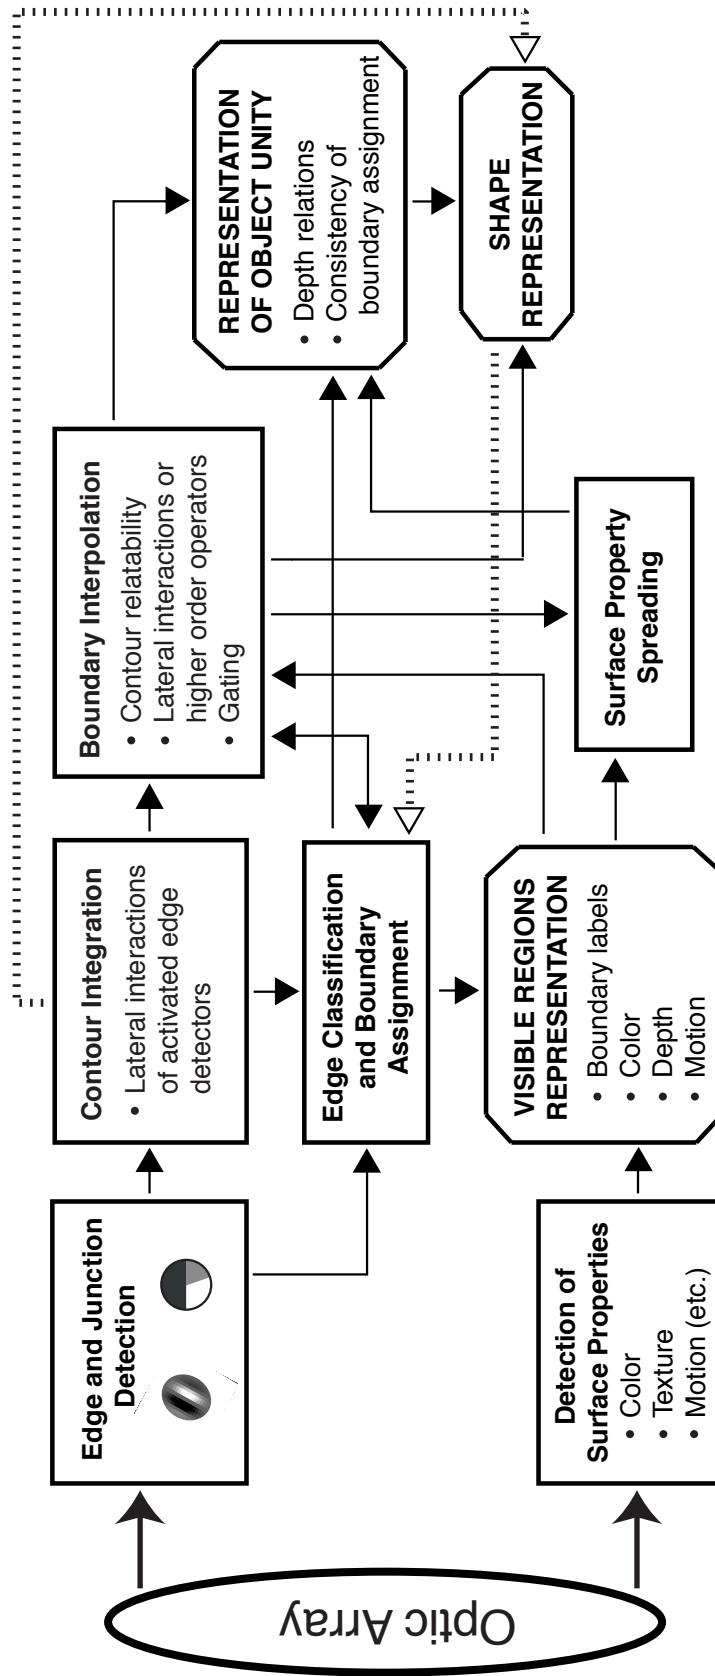 Optic Array
Edge and Junction
Detection
Contour Integration
• Lateral interactions
of activated edge
detectors
Boundary Interpolation
• Contour relatability
• Lateral interactions or
higher order operators
• Gating
REPRESENTATION
OF OBJECT UNITY
• Depth relations
• Consistency of
boundary assignment
Edge Classification
and Boundary
Assignment
SHAPE
REPRESENTATION
Detection of
Surface Properties
• Color
• Texture
• Motion (etc.)
VISIBLE REGIONS
REPRESENTATION
• Boundary labels
• Color
• Depth
• Motion
Surface Property
Spreading